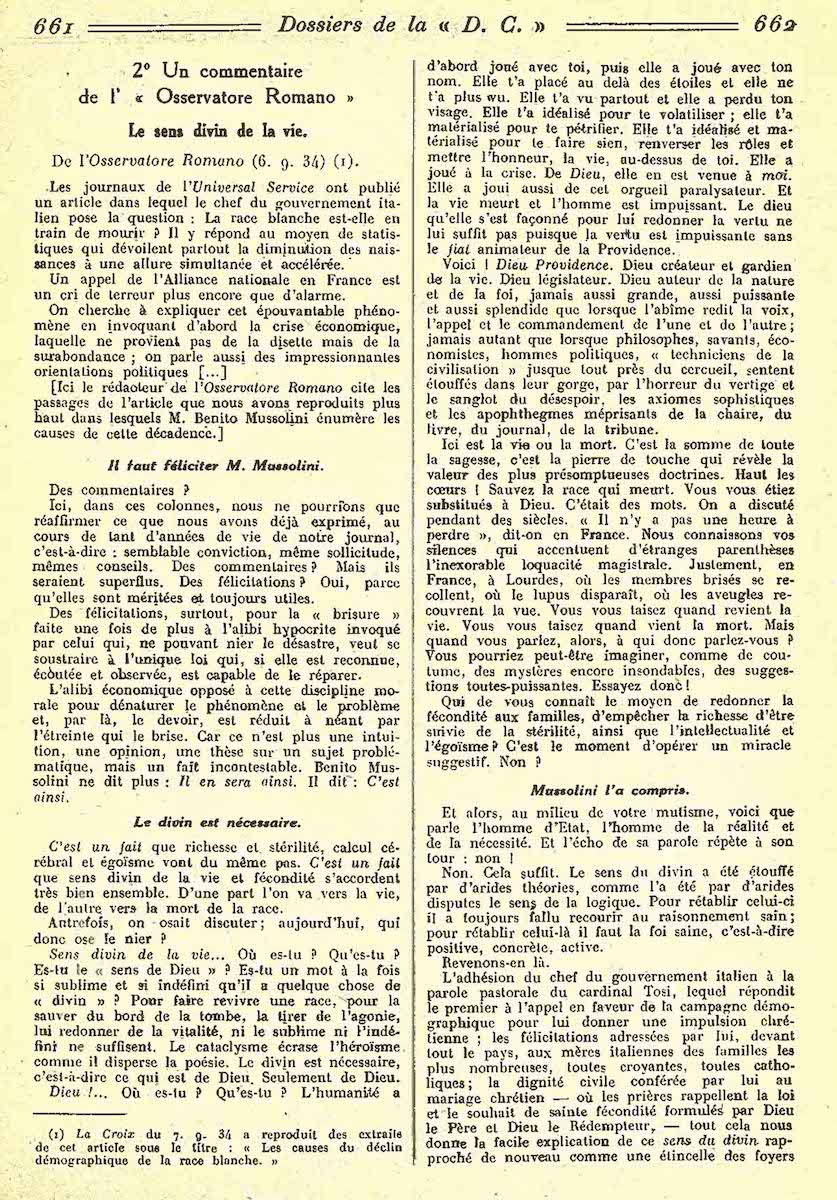 661 Dossiers de la « D. C. » 662
2° Un commentaire
de l' « Osservatore Romano »
Le sens divin de la vie.
De l'Osservatore Romano (6. 9. 34) (1).
Les journaux de l'Universal Service ont publié
un article dans lequel le chef du gouvernement ita-
lien pose la question : La race blanche est-elle en
train de mourir ? Il y répond au moyen de statis-
tiques qui dévoilent partout la diminution des nais-
sances à une allure simultanée et accélérée.
Un appel de l'Alliance nationale en France est
un cri de terreur plus encore que d'alarme.
On cherche à expliquer cet épouvantable phéno-
mène en invoquant d'abord la crise économique,
laquelle ne provient pas de la disette mais de la
surabondance ; on parle aussi des impressionnantes
orientations politiques [...]
[Ici le rédacteur de l'Osservatore Romano cite les
passages de l'article que nous avons reproduits plus
haut dans lesquels M. Benito Mussolini énumère les
causes de cette décadence.]
Il faut féliciter M. Mussolini.
Des commentaires ?
Ici, dans ces colonnes, nous ne pourrions que
réaffirmer ce que nous avons déjà exprimé, au
cours de tant d'années de vie de notre journal,
c'est-à-dire : semblable conviction, même sollicitude,
mêmes conseils. Des commentaires ? Mais ils
seraient superflus. Des félicitations ? Oui, parce
qu'elles sont méritées et toujours utiles.
Des félicitations, surtout, pour la « brisure »
faite une fois de plus à l'alibi hypocrite invoqué
par celui qui, ne pouvant nier le désastre, veut se
soustraire à l'unique loi qui, si elle est reconnue,
écoutée et observée, est capable de le réparer.
L'alibi économique opposé à cette discipline mo-
rale pour dénaturer le phénomène et le problème
et, par là, le devoir, est réduit à néant par
l'étreinte qui le brise. Car ce n'est plus une intui-
tion, une opinion, une thèse sur un sujet problé-
matique, mais un fait incontestable. Benito Mus-
solini ne dit plus : Il en sera ainsi. Il dit : C'est
ainsi.
Le divin est nécessaire.
C'est un fait que richesse et stérilité, calcul cé-
rébral et égoïsme vont du même pas. C'est un fait
que sens divin de la vie et fécondité s'accordent
très bien ensemble. D'une part l'on va vers la vie,
de l'autre vers la mort de la race.
Autrefois, on osait discuter ; aujourd'hui, qui
donc ose le nier ?
Sens divin de la vie... Où es-tu ? Qu'es-tu ?
Es-tu le « sens de Dieu » ? Es-tu un mot à la fois
si sublime et si indéfini qu'il a quelque chose de
« divin » ? Pour faire revivre une race, pour la
sauver du bord de la tombe, la tirer de l'agonie,
lui redonner de la vitalité, ni le sublime ni l'indé-
fini ne suffisent. Le cataclysme écrase l'héroïsme
comme il disperse la poésie. Le divin est nécessaire,
c'est-à-dire ce qui est de Dieu. Seulement de Dieu.
Dieu !... Où es-tu ? Qu'es-tu ? L'humanité a
(1) La Croix du 7. 9. 34 a reproduit des extraits
de cet article sous le titre : « Les causes du déclin
démographique de la race blanche. »
d'abord joué avec toi, puis elle a joué avec ton
nom. Elle t'a placé au delà des étoiles et elle ne
t'a plus vu. Elle t'a vu partout et elle a perdu ton
visage. Elle t'a idéalisé pour te volatiliser ; elle t'a
matérialisé pour te pétrifier. Elle t'a idéalisé et ma-
térialisé pour te faire sien, renverser les rôles et
mettre l'honneur, la vie, au-dessus de toi. Elle a
joué à la crise. De Dieu, elle en est venue à moi.
Elle a joui aussi de cet orgueil paralysateur. Et
la vie meurt et l'homme est impuissant. Le dieu
qu'elle s'est façonné pour lui redonner la vertu ne
lui suffit pas puisque la vertu est impuissante sans
le fiat animateur de la Providence.
Voici ! Dieu Providence. Dieu créateur et gardien
de la vie. Dieu législateur. Dieu auteur de la nature
et de la foi, jamais aussi grande, aussi puissante
et aussi splendide que lorsque l'abîme redit la voix,
l'appel et le commandement de l'une et de l'autre ;
jamais autant que lorsque philosophes, savants, éco-
nomistes, hommes politiques, « techniciens de la
civilisation » jusque tout près du cercueil, sentent
étouffés dans leur gorge, par l'horreur du vertige et
le sanglot du désespoir, les axiomes sophistiques
et les apophthegmes méprisants de la chaire, du
livre, du journal, de la tribune.
Ici est la vie ou la mort. C'est la somme de toute
la sagesse, c'est la pierre de touche qui révèle la
valeur des plus présomptueuses doctrines. Haut les
cœurs ! Sauvez la race qui meurt. Vous vous étiez
substitués à Dieu. C'était des mots. On a discuté
pendant des siècles. « Il n'y a pas une heure à
perdre », dit-on en France. Nous connaissons vos
silences qui accentuent d'étranges parenthèses
l'inexorable loquacité magistrale. Justement, en
France, à Lourdes, où les membres brisés se re-
collent, où le lupus disparaît, où les aveugles re-
couvrent la vue. Vous vous taisez quand revient la
vie. Vous vous taisez quand vient la mort. Mais
quand vous parlez, alors, à qui donc parlez-vous ?
Vous pourriez peut-être imaginer, comme de cou-
tume, des mystères encore insondables, des sugges-
tions toutes-puissantes. Essayez donc !
Qui de vous connaît le moyen de redonner la
fécondité aux familles, d'empêcher la richesse d'être
suivie de la stérilité, ainsi que l'intellectualité et
l'égoïsme ? C'est le moment d'opérer un miracle
suggestif. Non ?
Mussolini l'a compris.
Et alors, au milieu de votre mutisme, voici que
parle l'homme d'Etat, l'homme de la réalité et
de la nécessité. Et l'écho de sa parole répète à son
tour : non !
Non. Cela suffit. Le sens du divin a été étouffé
par d'arides théories, comme l'a été par d'arides
disputes le sens de la logique. Pour rétablir celui-ci
il a toujours fallu recourir au raisonnement sain ;
pour rétablir celui-là il faut la foi saine, c'est-à-dire
positive, concrète, active.
Revenons-en là.
L'adhésion du chef du gouvernement italien à la
parole pastorale du cardinal Tosi, lequel répondit
le premier à l'appel en faveur de la campagne démo-
graphique pour lui donner une impulsion chré-
tienne ; les félicitations adressées par lui, devant
tout le pays, aux mères italiennes des familles les
plus nombreuses, toutes croyantes, toutes catho-
liques ; la dignité civile conférée par lui au
mariage chrétien — où les prières rappellent la loi
et le souhait de sainte fécondité formulés par Dieu
le Père et Dieu le Rédempteur, — tout cela nous
donne la facile explication de ce sens du divin rap-
proché de nouveau comme une étincelle des foyers